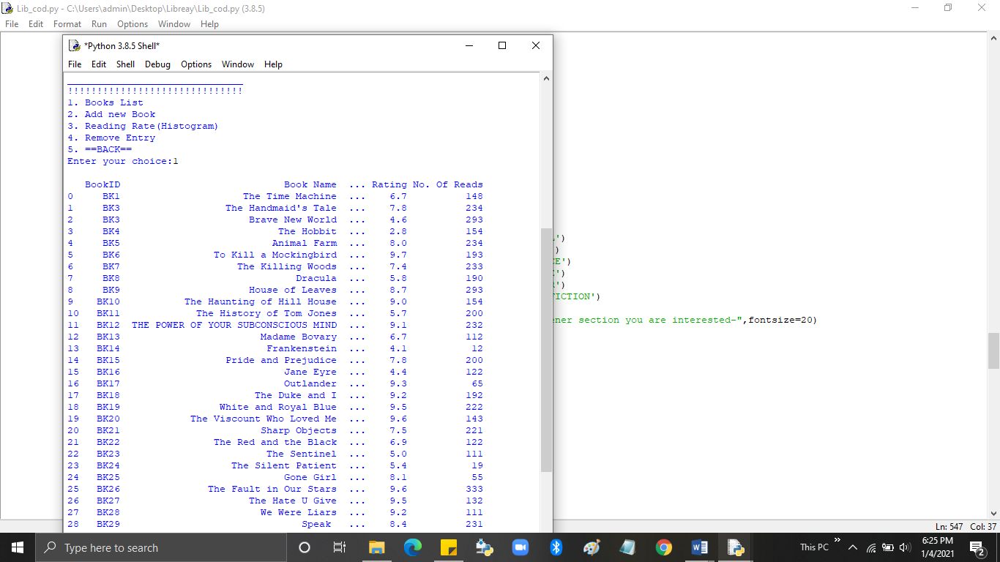 Lib_cod.py - C:\Users\admin\Desktop\Libreay\Lib_cod.py (3.8.5)
File Edit Format Run Options Window Help
*Python 3.8.5 Shell*
File Edit Shell Debug Options Window Help
______________________________
!!!!!!!!!!!!!!!!!!!!!!!!!!!!!!
1. Books List
2. Add new Book
3. Reading Rate(Histogram)
4. Remove Entry
5. ==BACK==
Enter your choice:1
BookID Book Name ... Rating No. Of Reads
0 BK1 The Time Machine ... 6.7 148
1 BK3 The Handmaid's Tale ... 7.8 234
2 BK3 Brave New World ... 4.6 293
3 BK4 The Hobbit ... 2.8 154
4 BK5 Animal Farm ... 8.0 234
5 BK6 To Kill a Mockingbird ... 9.7 193
6 BK7 The Killing Woods ... 7.4 233
7 BK8 Dracula ... 5.8 190
8 BK9 House of Leaves ... 8.7 293
9 BK10 The Haunting of Hill House ... 9.0 154
10 BK11 The History of Tom Jones ... 5.7 200
11 BK12 THE POWER OF YOUR SUBCONSCIOUS MIND ... 9.1 232
12 BK13 Madame Bovary ... 6.7 112
13 BK14 Frankenstein ... 4.1 12
14 BK15 Pride and Prejudice ... 7.8 200
15 BK16 Jane Eyre ... 4.4 122
16 BK17 Outlander ... 9.3 65
17 BK18 The Duke and I ... 9.2 192
18 BK19 White and Royal Blue ... 9.5 222
19 BK20 The Viscount Who Loved Me ... 9.6 143
20 BK21 Sharp Objects ... 7.5 221
21 BK22 The Red and the Black ... 6.9 122
22 BK23 The Sentinel ... 5.0 111
23 BK24 The Silent Patient ... 5.4 19
24 BK25 Gone Girl ... 8.1 55
25 BK26 The Fault in Our Stars ... 9.6 333
26 BK27 The Hate U Give ... 9.5 132
27 BK28 We Were Liars ... 9.2 111
28 BK29 Speak ... 8.4 231
')
)
E')
')
')
FICTION')
ener section you are interested-",fontsize=20)
Ln: 547 Col: 37
Type here to search
This PC
6:25 PM
1/4/2021
2